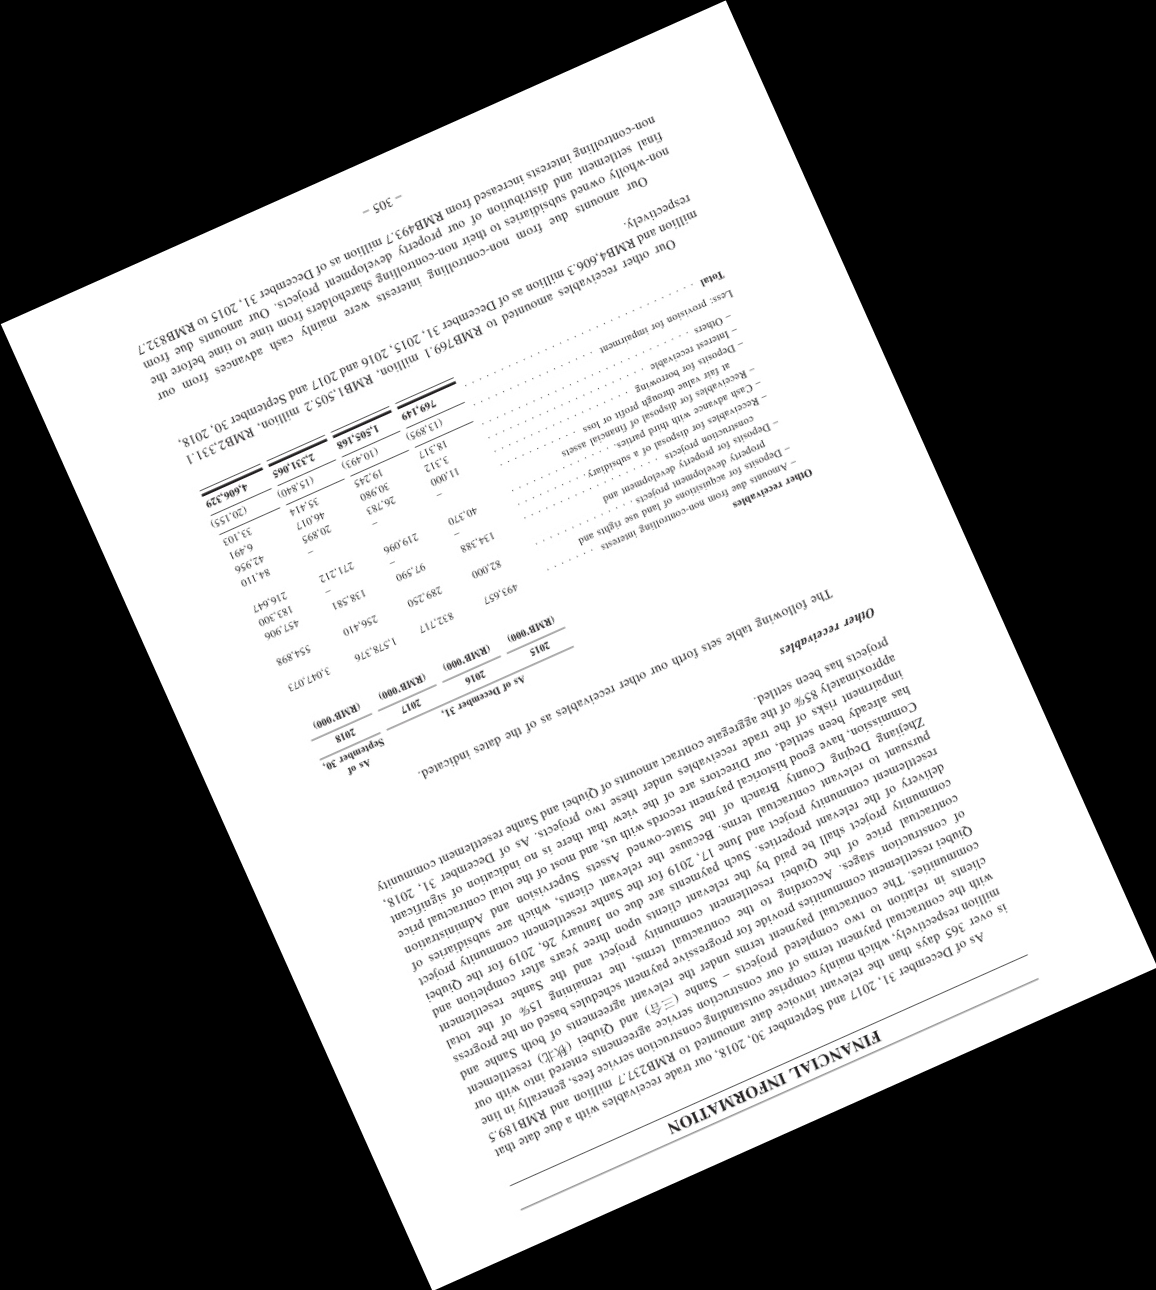 FINANCIAL INFORMATION
As of December 31, 2017 and September 30, 2018, our trade receivables with a due date that
is over 365 days than the relevant invoice date amounted to RMB237.7 million and RMB189.5
million respectively, which mainly comprise outstanding construction service fees, generally in line
with the contractual payment terms of our construction service agreements entered into with our
clients in relation to two completed projects – Sanhe (三合) and Qiubei (秋北) resettlement
communities. The contractual payment terms under the relevant agreements of both Sanhe and
Qiubei resettlement communities provide for progressive payment schedules based on the progress
of construction stages. According to the contractual terms, the remaining 15% of the total
contractual price of the Qiubei resettlement community project and the Sanhe resettlement
community project shall be paid by the relevant clients upon three years after completion and
delivery of the relevant properties. Such payments are due on January 26, 2019 for the Qiubei
resettlement community project and June 17, 2019 for the Sanhe resettlement community project
pursuant to relevant contractual terms. Because the relevant clients, which are subsidiaries of
Zhejiang Deqing County Branch of the State-owned Assets Supervision and Administration
Commission, have good historical payment records with us, and most of the total contractual price
has already been settled, our Directors are of the view that there is no indication of significant
impairment risks of the trade receivables under these two projects. As of December 31, 2018,
approximately 85% of the aggregate contract amounts of Qiubei and Sanhe resettlement community
projects has been settled.
Other receivables
The following table sets forth our other receivables as of the dates indicated.
As of
As of December 31, September 30,
2015 2016 2017 2018
(RMB'000) (RMB'000) (RMB'000) (RMB'000)
Other receivables
– Amounts due from non-controlling interests . . . . . . . 493,657 832,717 1,578,376 3,047,073
– Deposits for acquisitions of land use rights and
property development projects . . . . . . . . . . . . . . 82,000 289,250 256,410 554,898
– Deposits for property development and
construction projects . . . . . . . . . . . . . . . . . . . 134,388 97,590 138,581 457,906
– Receivables for disposal of a subsidiary . . . . . . . . . – – – 183,300
– Cash advance with third parties . . . . . . . . . . . . . . 40,370 219,096 271,212 216,647
– Receivables for disposal of financial assets
at fair value through profit or loss . . . . . . . . . . . – – – 84,110
– Deposits for borrowing . . . . . . . . . . . . . . . . . . . 11,000 26,783 20,895 42,956
– Interest receivable . . . . . . . . . . . . . . . . . . . . . 3,312 30,980 46,017 6,491
– Others . . . . . . . . . . . . . . . . . . . . . . . . . . . . 18,317 19,245 35,414 33,103
Less: provision for impairment . . . . . . . . . . . . . . . . (13,895) (10,493) (15,840) (20,155)
Total . . . . . . . . . . . . . . . . . . . . . . . . . . . . . . . 769,149 1,505,168 2,331,065 4,606,329
Our other receivables amounted to RMB769.1 million, RMB1,505.2 million, RMB2,331.1
million and RMB4,606.3 million as of December 31, 2015, 2016 and 2017 and September 30, 2018,
respectively.
Our amounts due from non-controlling interests were mainly cash advances from our
non-wholly owned subsidiaries to their non-controlling shareholders from time to time before the
final settlement and distribution of our property development projects. Our amounts due from
non-controlling interests increased from RMB493.7 million as of December 31, 2015 to RMB832.7
– 305 –